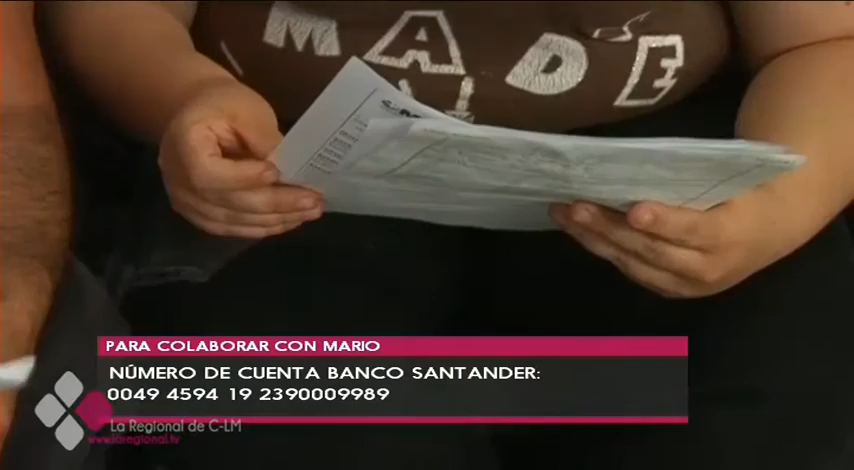 MADE
PARA COLABORAR CON MARIO
NÚMERO DE CUENTA BANCO SANTANDER:
0049 4594 19 2390009989
La Regional de C-LM
www.laregional.tv